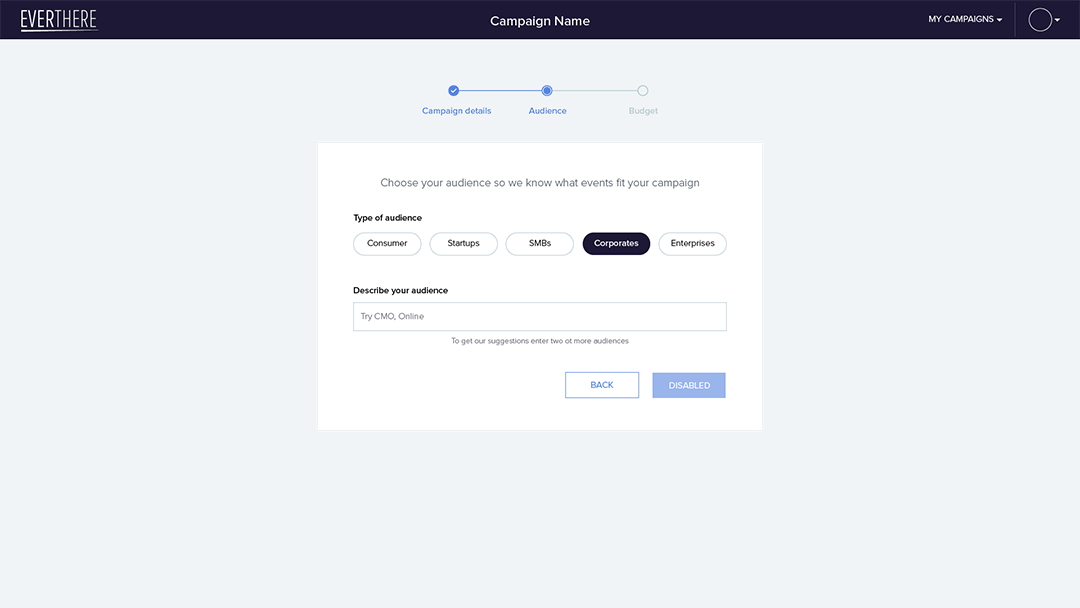 EVERTHERE
Campaign Name
MY CAMPAIGNS
Campaign details
Audience
Budget
Choose your audience so we know what events fit your campaign
Type of audience
Consumer
Startups
SMBs
Corporates
Enterprises
Describe your audience
Try CMO, Online
To get our suggestions enter two ot more audiences
BACK
DISABLED